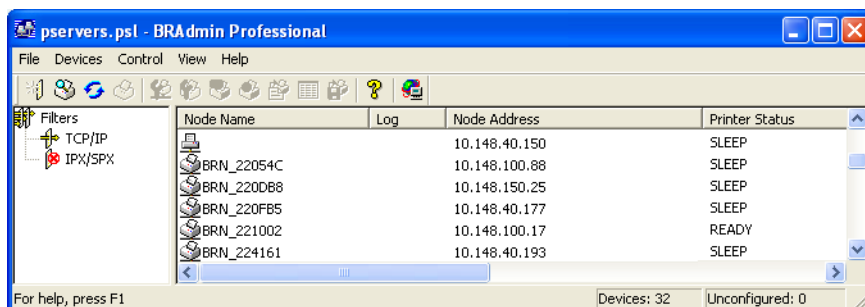 pservers.psl - BRAdmin Professional
File Devices Control View Help
Filters
TCP/IP
IPX/SPX
Node Name Log Node Address Printer Status
10.148.40.150 SLEEP
BRN_22054C 10.148.100.88 SLEEP
BRN_220DB8 10.148.150.25 SLEEP
BRN_220FB5 10.148.40.177 SLEEP
BRN_221002 10.148.100.17 READY
BRN_224161 10.148.40.193 SLEEP
For help, press F1 Devices: 32 Unconfigured: 0